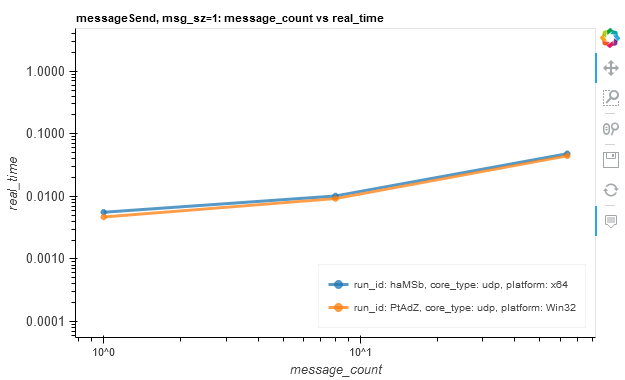 messageSend, msg_sz=1: message_count vs real_time
1.0000
0.1000
0.0100
0.0010
0.0001
real_time
10^0
10^1
message_count
run_id: haMSb, core_type: udp, platform: x64
run_id: PtAdZ, core_type: udp, platform: Win32